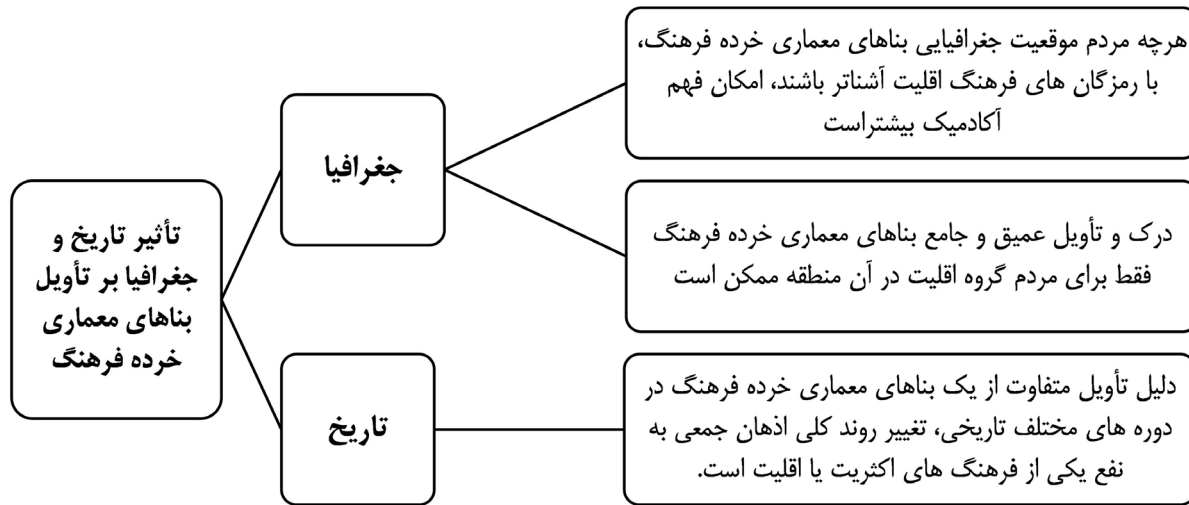 تأثیر تاریخ و
جغرافیا بر تأویل
بناهای معماری
خرده فرهنگ
جغرافیا
هرچه مردم موقعیت جغرافیایی بناهای معماری خرده فرهنگ،
با رمزگان های فرهنگ اقلیت آشناتر باشند، امکان فهم
آکادمیک بیشتراست
درک و تأویل عمیق و جامع بناهای معماری خرده فرهنگ
فقط برای مردم گروه اقلیت در آن منطقه ممکن است
تاریخ
دلیل تأویل متفاوت از یک بناهای معماری خرده فرهنگ در
دوره های مختلف تاریخی، تغییر روند کلی اذهان جمعی به
نفع یکی از فرهنگ های اکثریت یا اقلیت است.